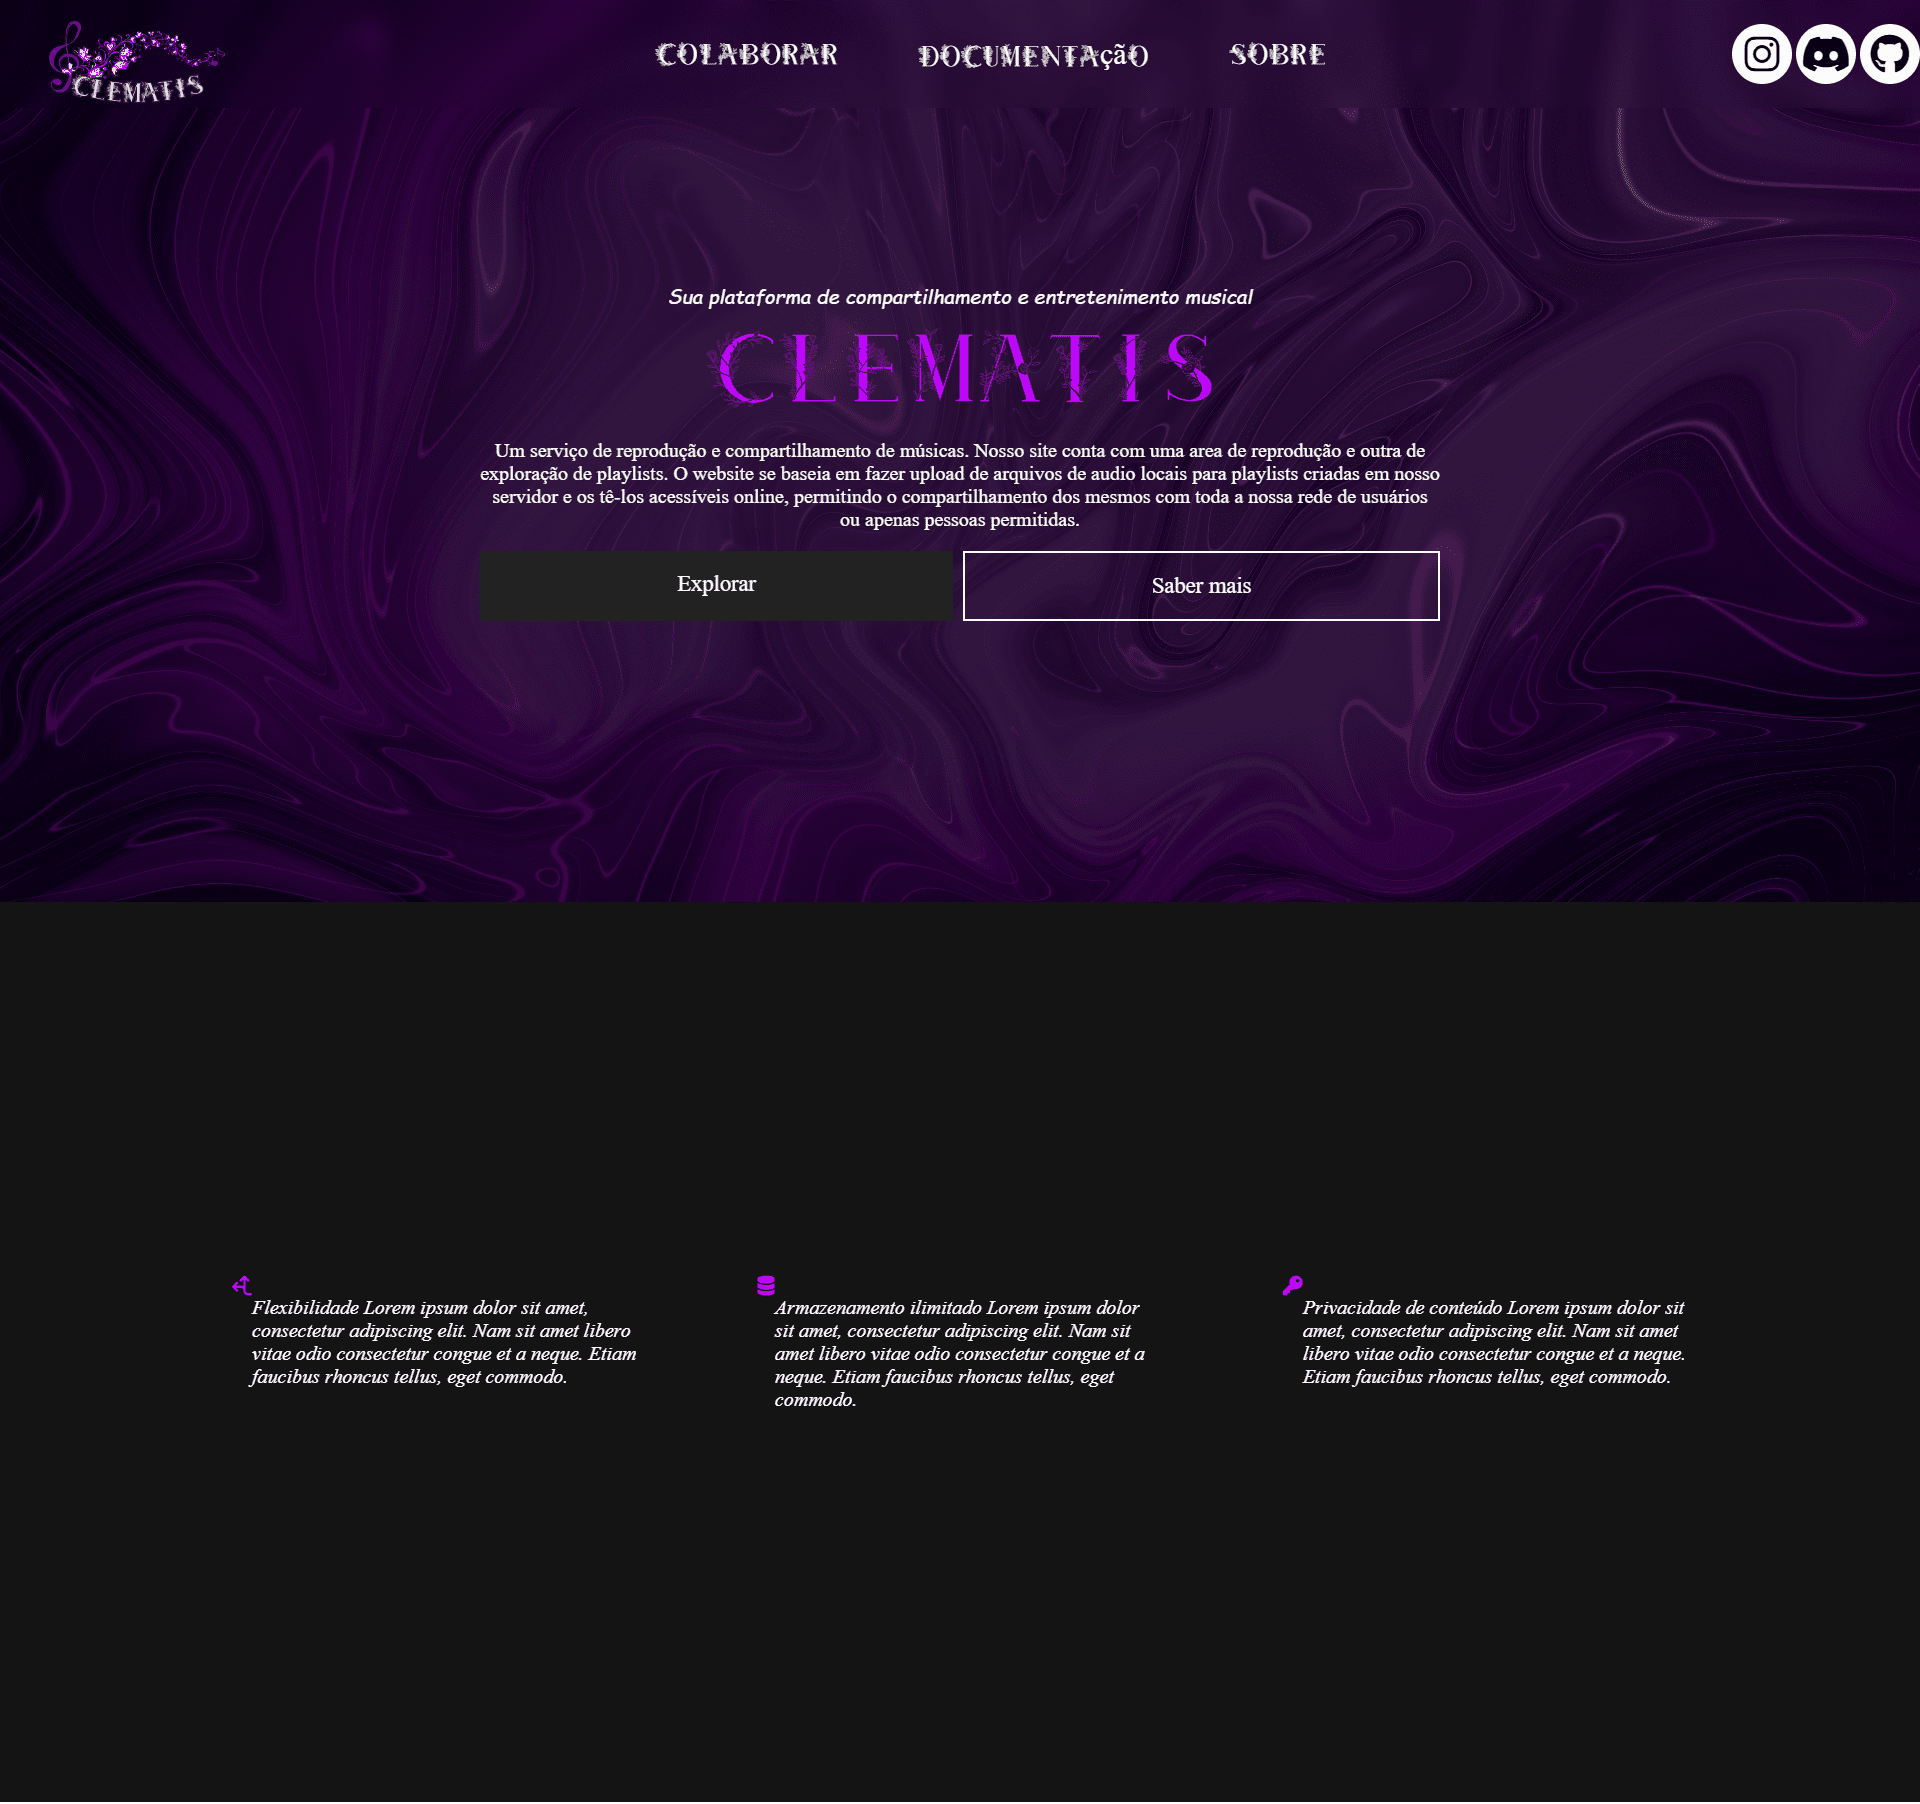 CLEMATIS
COLABORAR
DOCUMENTAção
SOBRE
Sua plataforma de compartilhamento e entretenimento musical
CLEMATIS
Um serviço de reprodução e compartilhamento de músicas. Nosso site conta com uma area de reprodução e outra de
exploração de playlists. O website se baseia em fazer upload de arquivos de audio locais para playlists criadas em nosso
servidor e os tê-los acessíveis online, permitindo o compartilhamento dos mesmos com toda a nossa rede de usuários
ou apenas pessoas permitidas.
Explorar
Saber mais
Flexibilidade Lorem ipsum dolor sit amet,
consectetur adipiscing elit. Nam sit amet libero
vitae odio consectetur congue et a neque. Etiam
faucibus rhoncus tellus, eget commodo.
Armazenamento ilimitado Lorem ipsum dolor
sit amet, consectetur adipiscing elit. Nam sit
amet libero vitae odio consectetur congue et a
neque. Etiam faucibus rhoncus tellus, eget
commodo.
Privacidade de conteúdo Lorem ipsum dolor sit
amet, consectetur adipiscing elit. Nam sit amet
libero vitae odio consectetur congue et a neque.
Etiam faucibus rhoncus tellus, eget commodo.